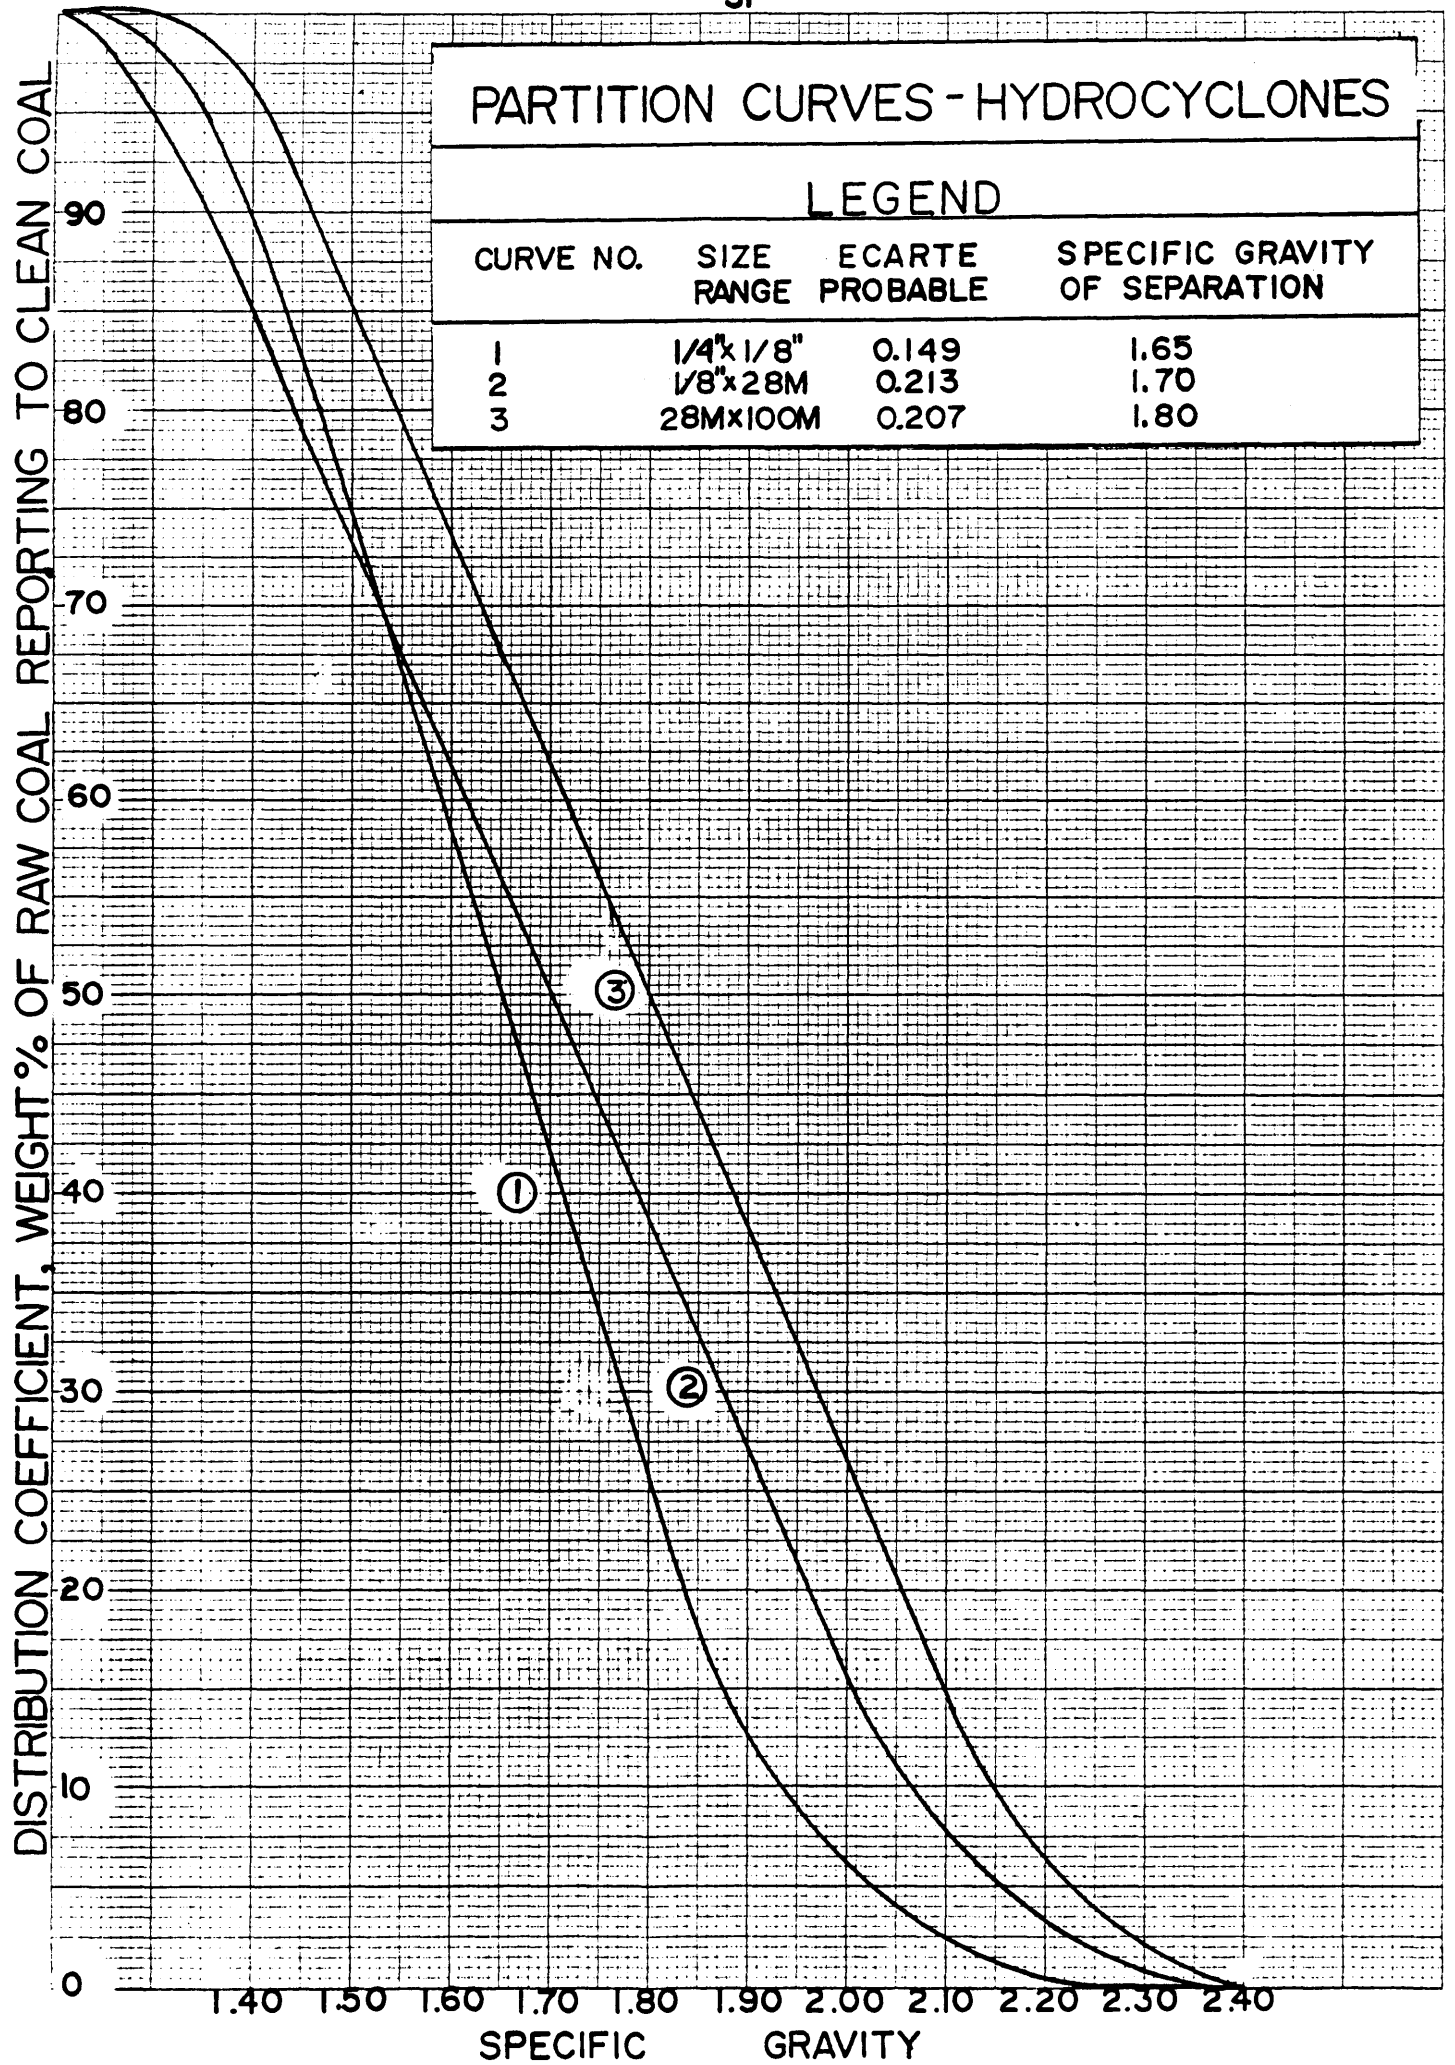 PARTITION CURVES - HYDROCYCLONES
LEGEND
CURVE NO. SIZE RANGE ECARTE PROBABLE SPECIFIC GRAVITY OF SEPARATION
1 1/4"x1/8" 0.149 1.65
2 1/8"x28M 0.213 1.70
3 28Mx100M 0.207 1.80
DISTRIBUTION COEFFICIENT, WEIGHT % OF RAW COAL REPORTING TO CLEAN COAL
90
80
70
60
50
40
30
20
10
0
3
1
2
1.40 1.50 1.60 1.70 1.80 1.90 2.00 2.10 2.20 2.30 2.40
SPECIFIC GRAVITY